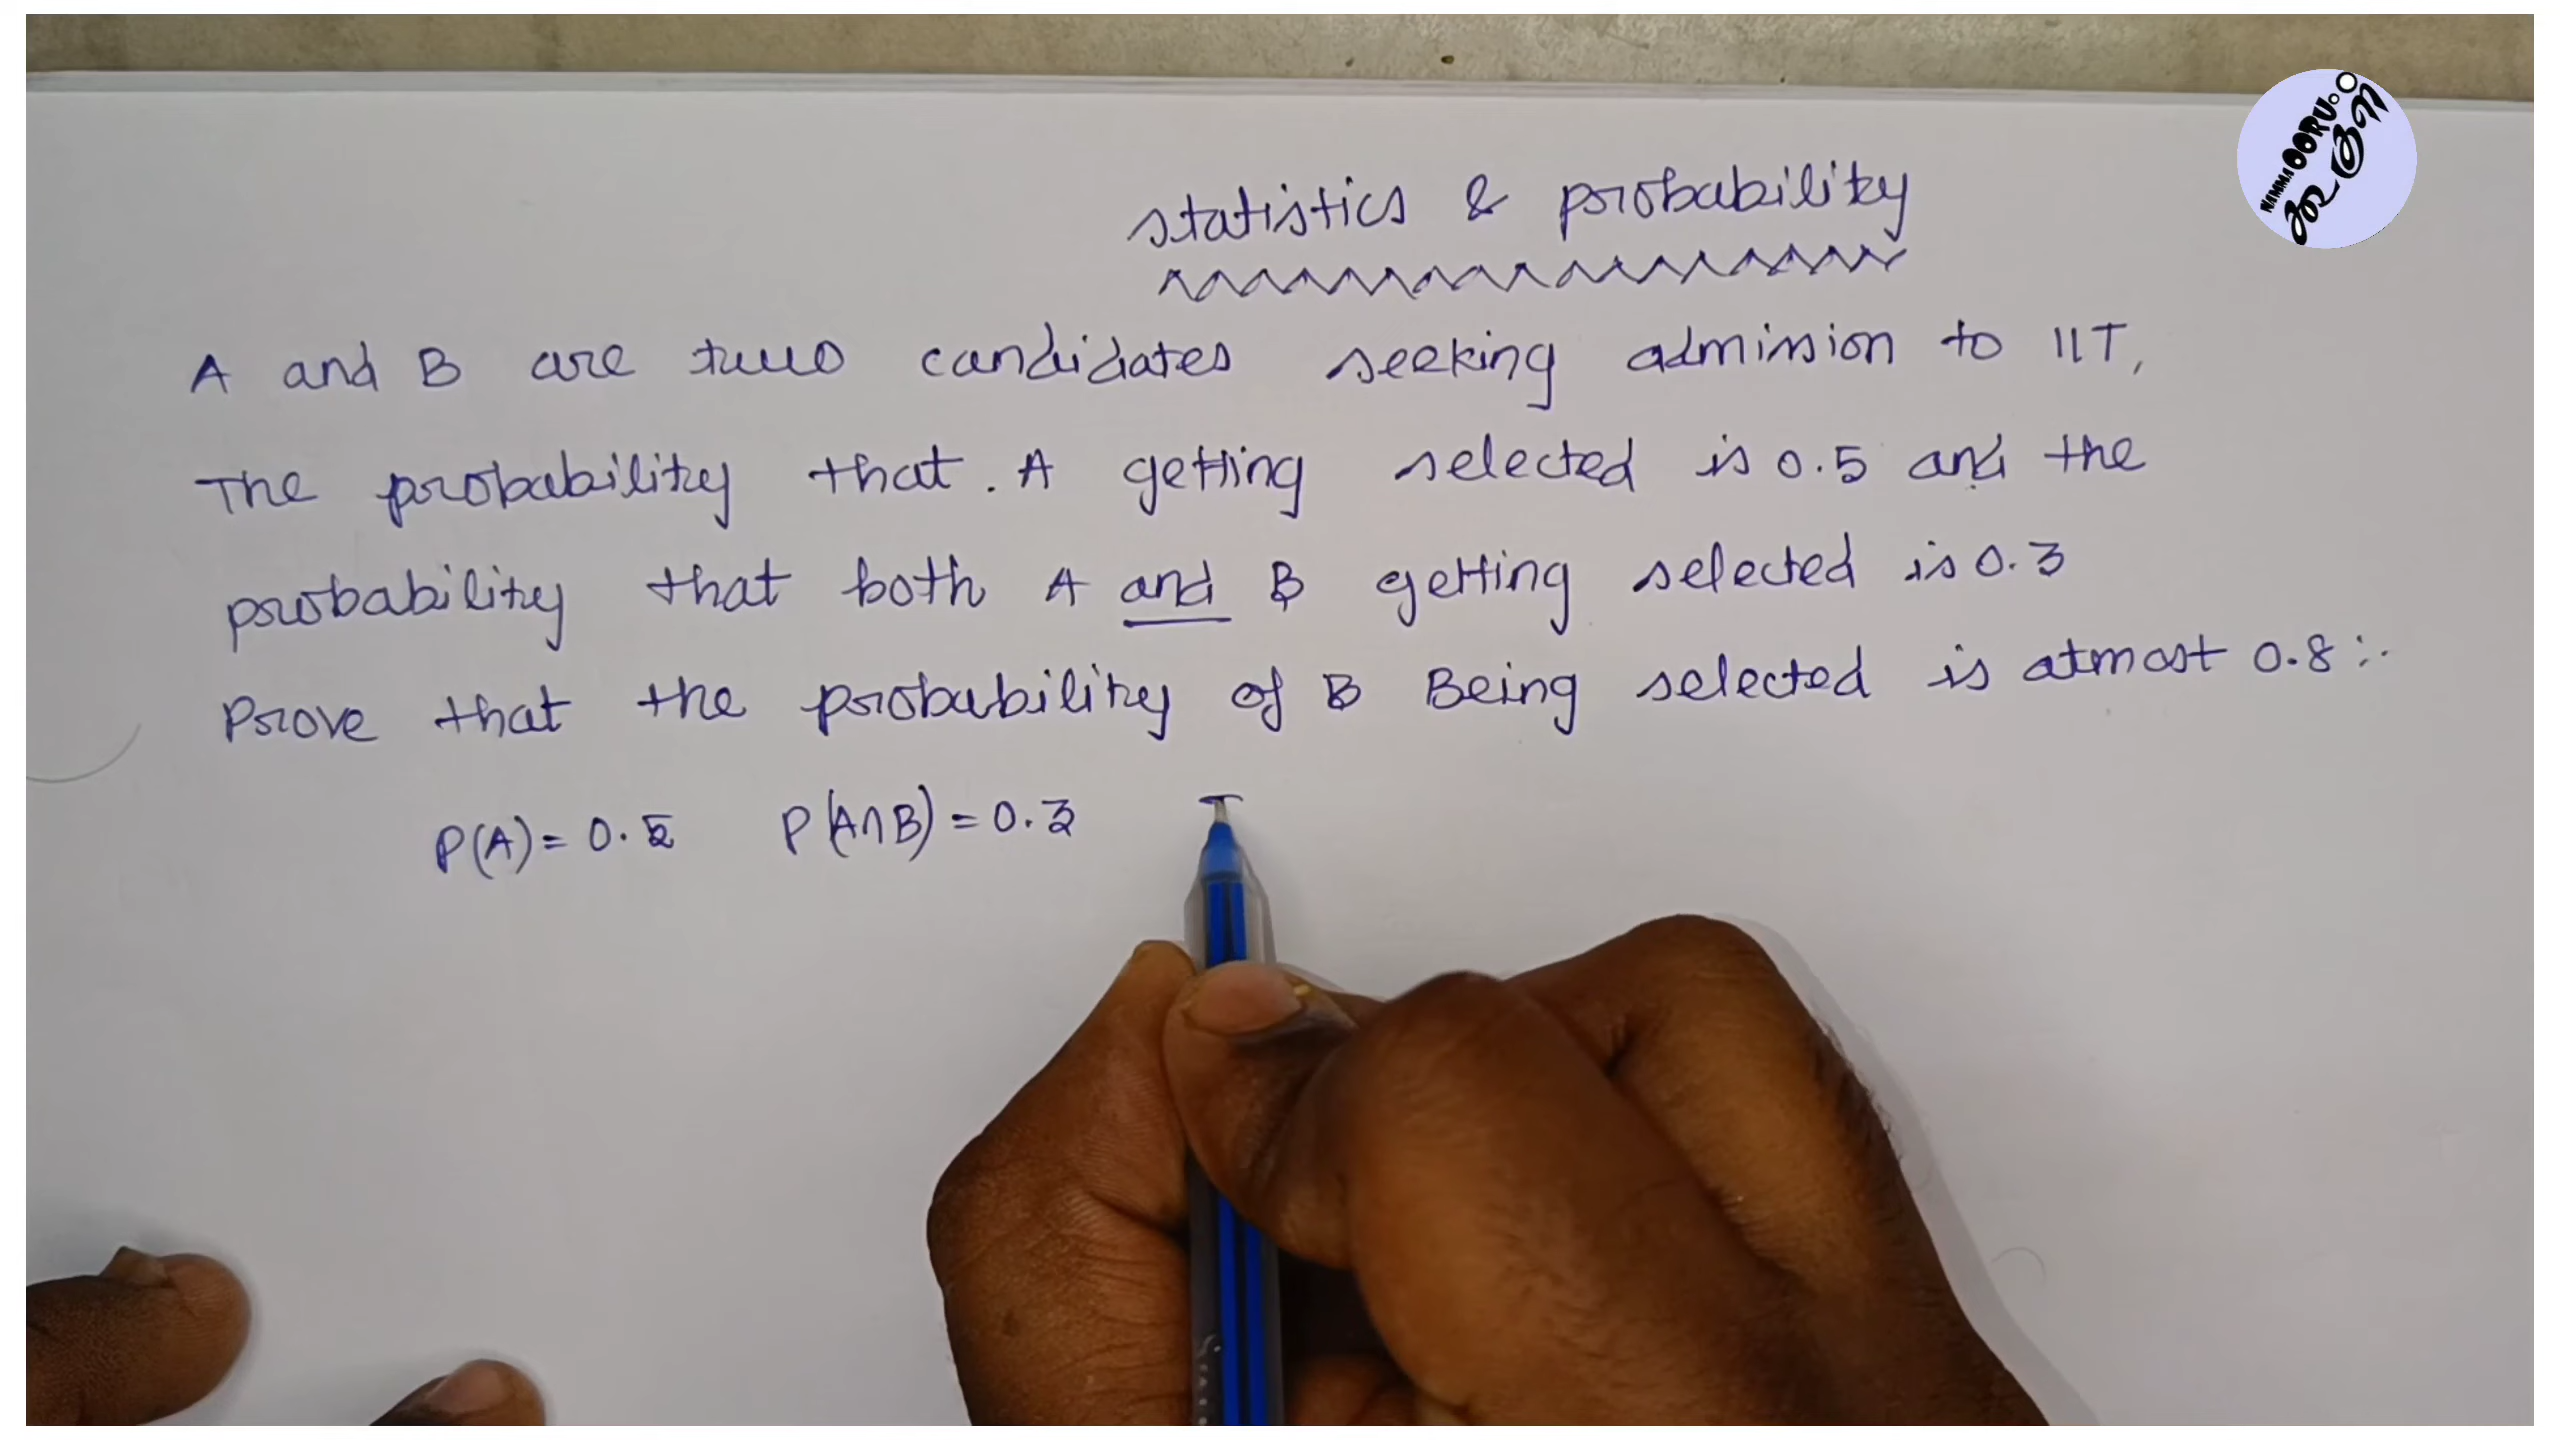 NAMMA OORU
statistics & probability
A and B are two candidates seeking admission to IIT,
The probability that. A getting selected is 0.5 and the
probability that both A and B getting selected is 0.3
Prove that the probability of B Being selected is atmost 0.8 :-
P(A) = 0.5 P(A∩B) = 0.3